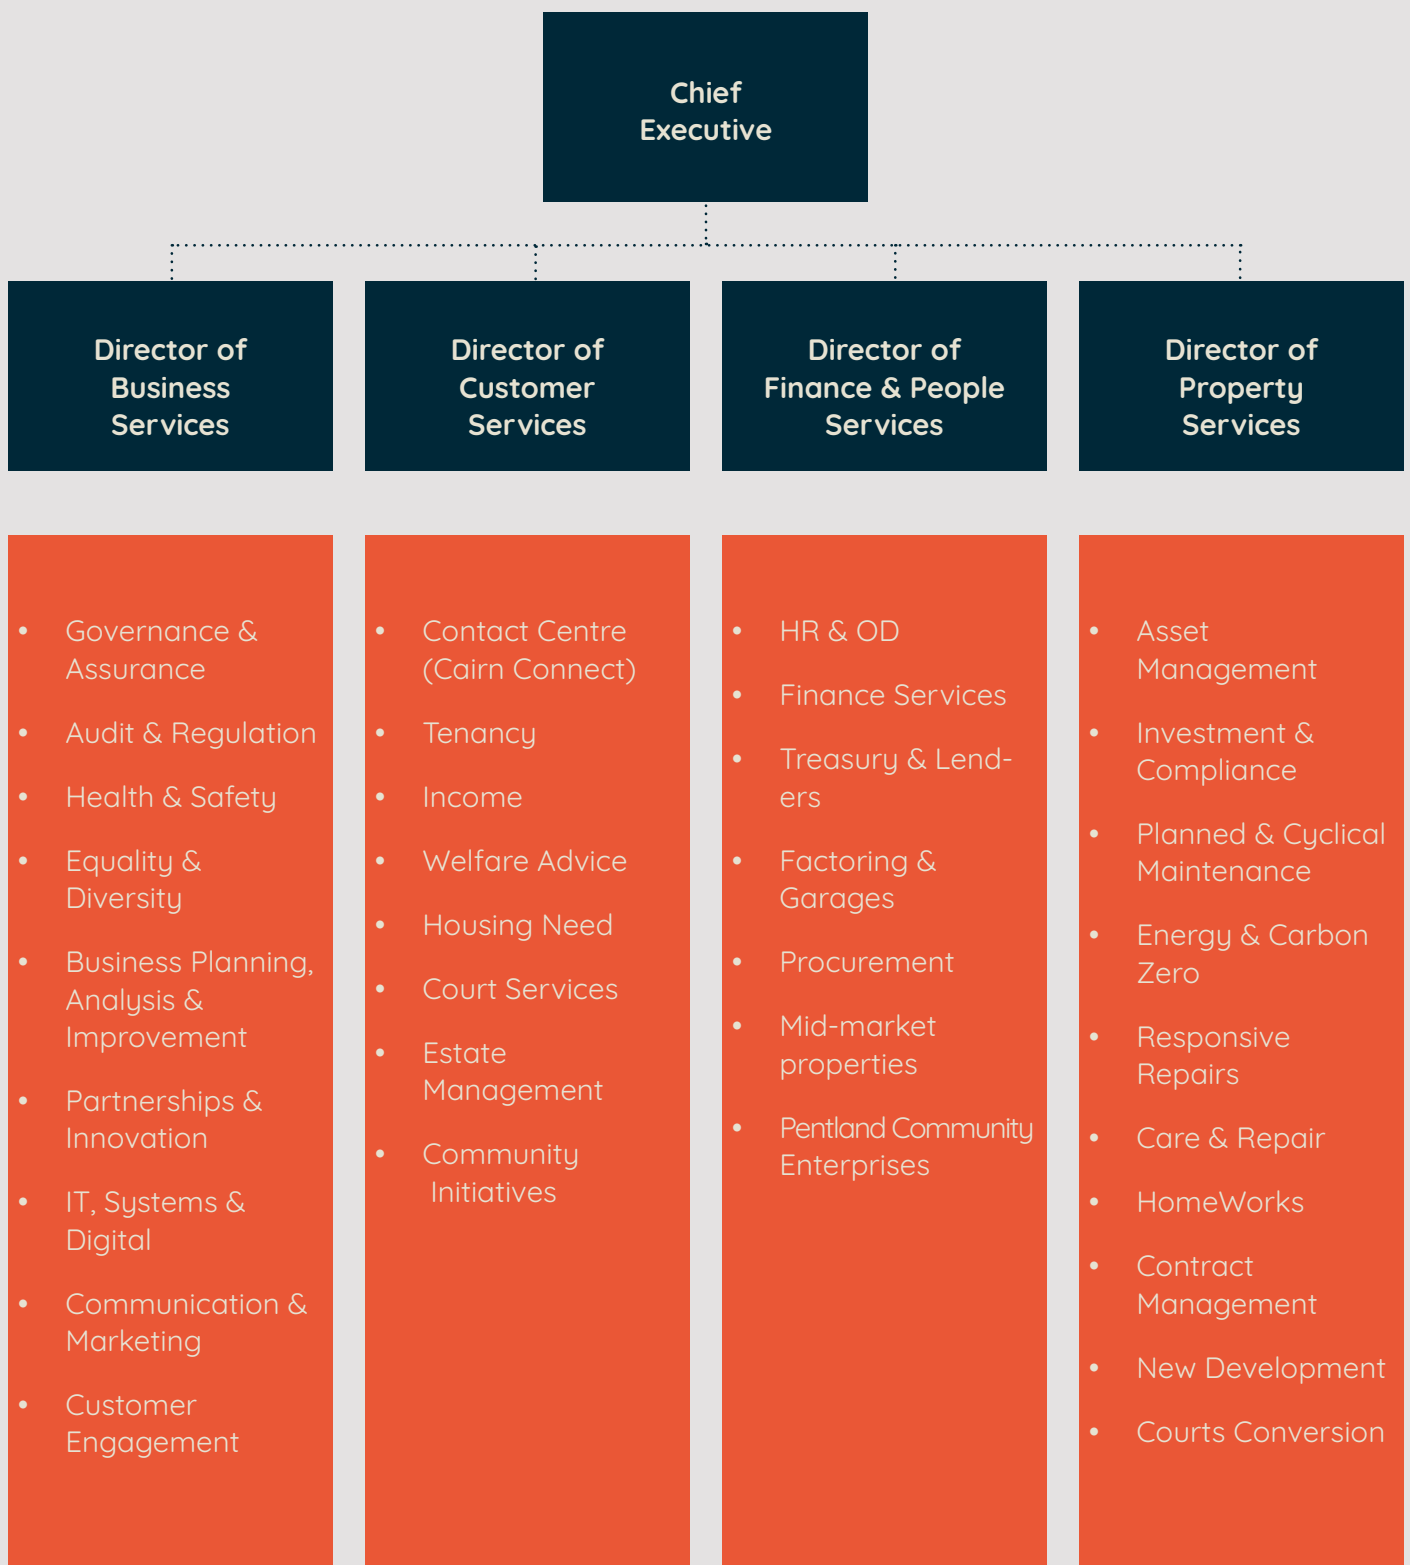 Chief
Executive
Director of
Business
Services
Director of
Customer
Services
Director of
Finance & People
Services
Director of
Property
Services
• Governance &
Assurance
• Audit & Regulation
• Health & Safety
• Equality &
Diversity
• Business Planning,
Analysis &
Improvement
• Partnerships &
Innovation
• IT, Systems &
Digital
• Communication &
Marketing
• Customer
Engagement
• Contact Centre
(Cairn Connect)
• Tenancy
• Income
• Welfare Advice
• Housing Need
• Court Services
• Estate
Management
• Community
Initiatives
• HR & OD
• Finance Services
• Treasury & Lend-
ers
• Factoring &
Garages
• Procurement
• Mid-market
properties
• Pentland Community
Enterprises
• Asset
Management
• Investment &
Compliance
• Planned & Cyclical
Maintenance
• Energy & Carbon
Zero
• Responsive
Repairs
• Care & Repair
• HomeWorks
• Contract
Management
• New Development
• Courts Conversion